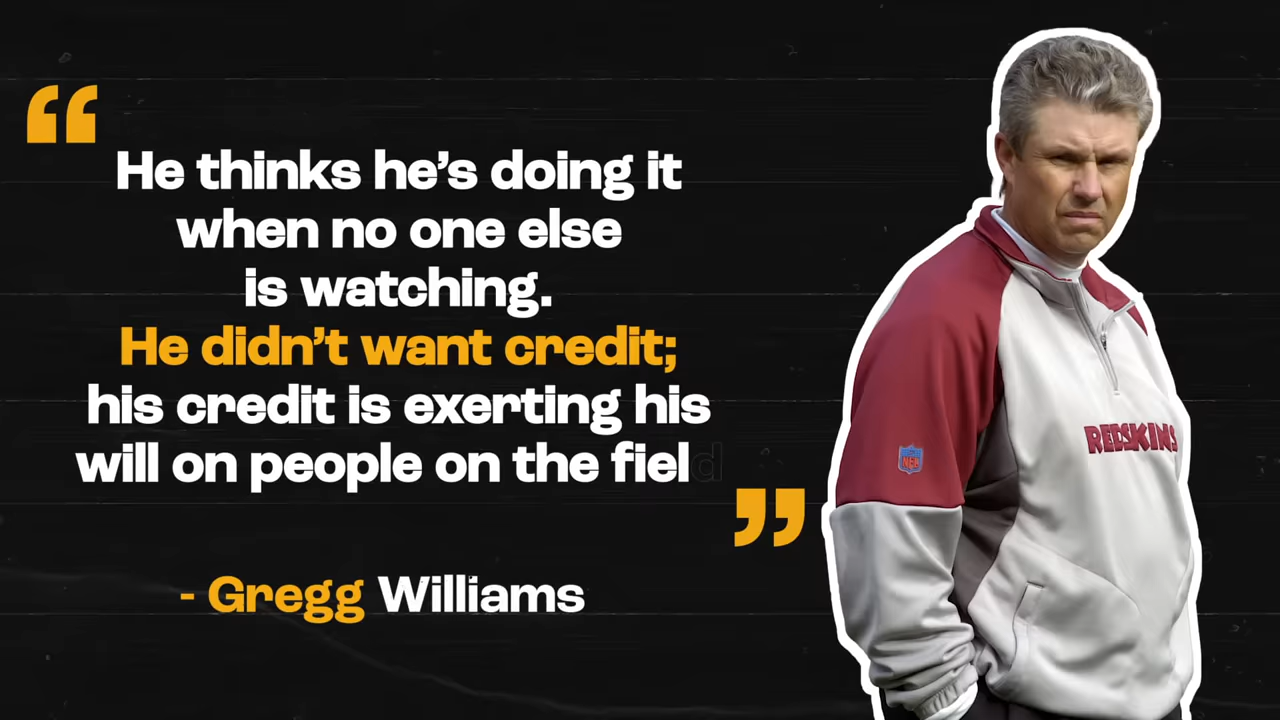 “
He thinks he’s doing it
when no one else
is watching.
He didn’t want credit;
his credit is exerting his
will on people on the field
”
- Gregg Williams
REDSKINS